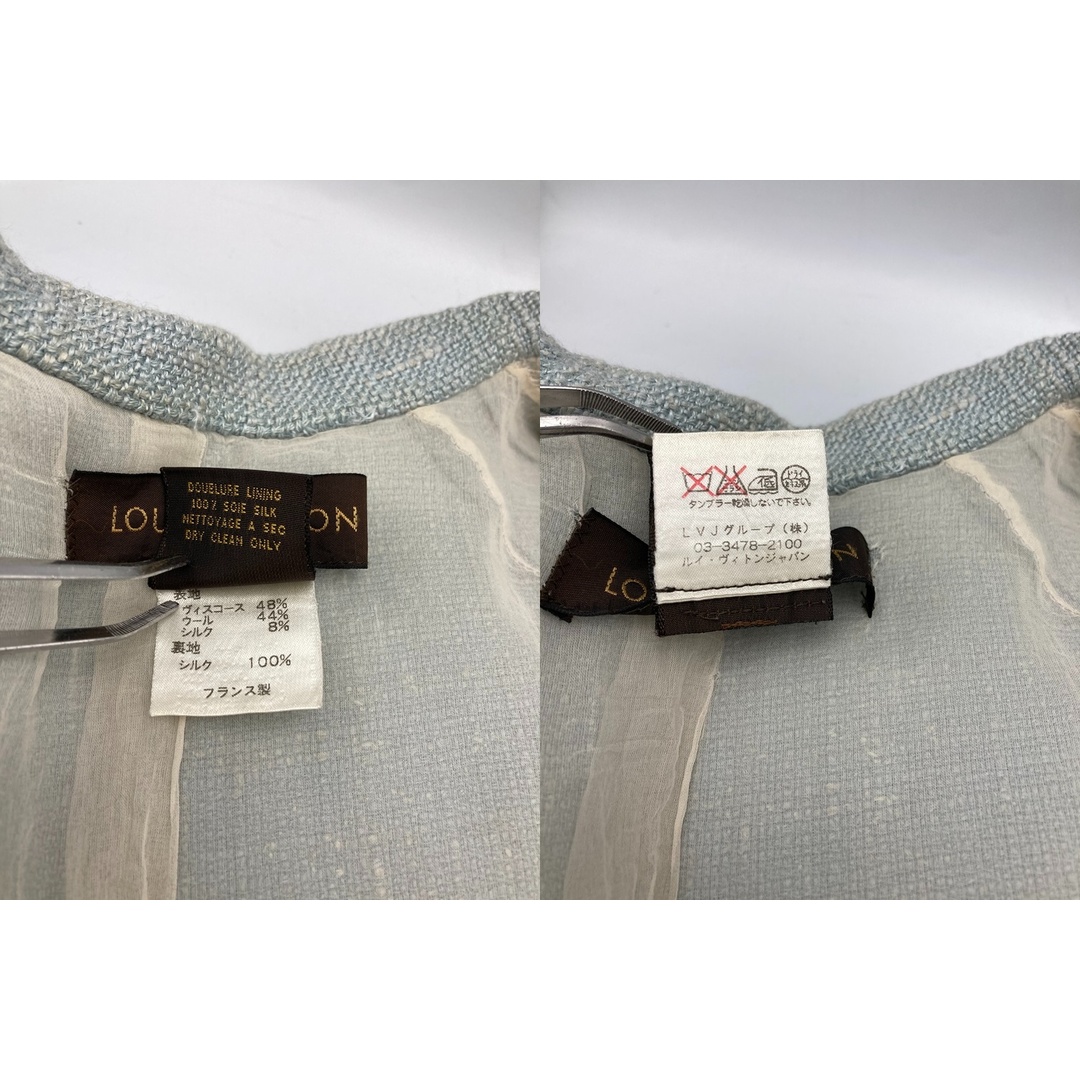 DOUBLURE LINING
100% SOIE SILK
NETTOYAGE A SEC
DRY CLEAN ONLY
LOU ON
表地
ヴィスコース 48%
ウール 44%
シルク 8%
裏地
シルク 100%
フランス製
低 ドライ
タンブラー乾燥しないで下さい。
LVJグループ(株)
03-3478-2100
ルイ・ヴィトンジャパン
LO N